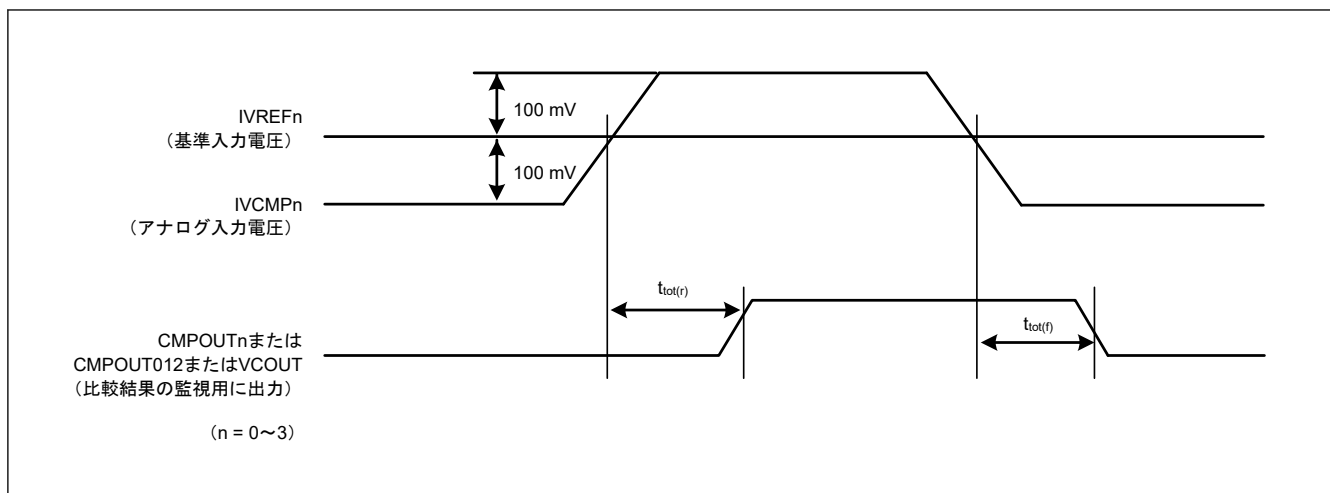 IVREFn
（基準入力電圧）
100 mV
100 mV
IVCMPn
（アナログ入力電圧）
ttot(r)
ttot(f)
CMPOUTnまたは
CMPOUT012またはVCOUT
（比較結果の監視用に出力）
（n = 0～3）